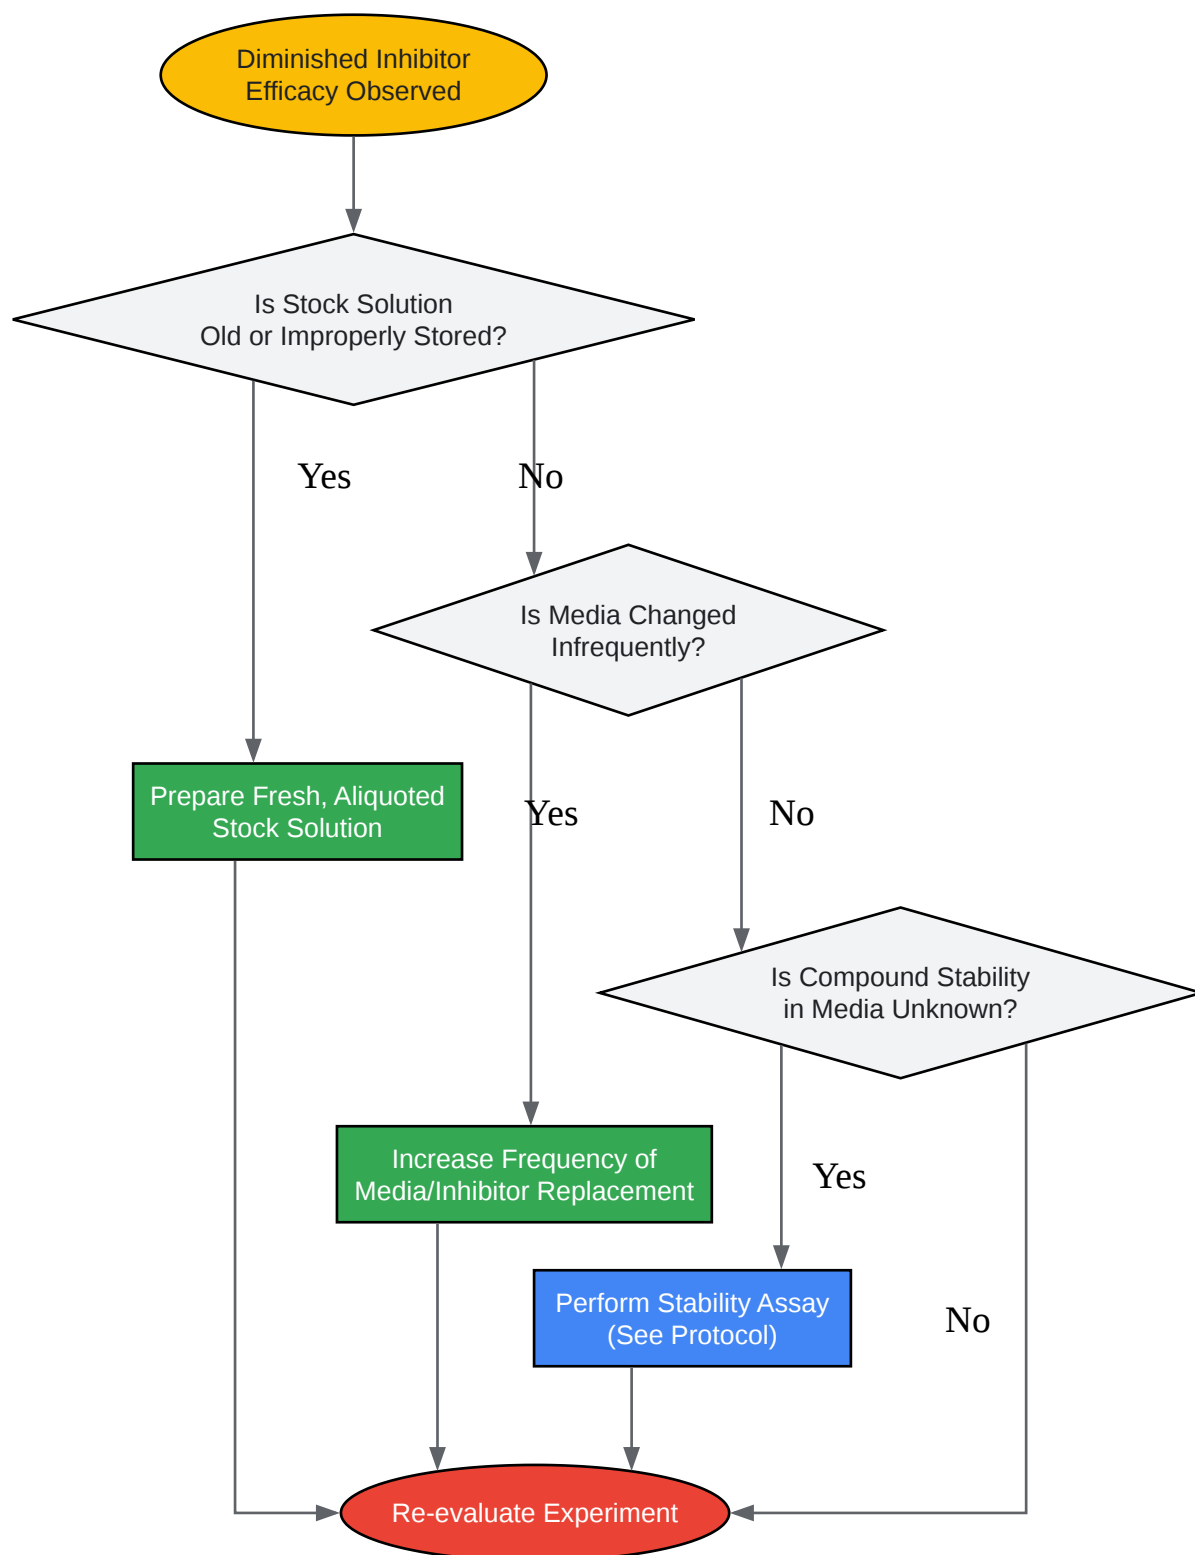 Diminished Inhibitor
Efficacy Observed
Is Stock Solution
Old or Improperly Stored?
Yes
No
Is Media Changed
Infrequently?
Prepare Fresh, Aliquoted
Stock Solution
Yes
No
Is Compound Stability
in Media Unknown?
Increase Frequency of
Media/Inhibitor Replacement
Yes
Perform Stability Assay
(See Protocol)
No
Re-evaluate Experiment